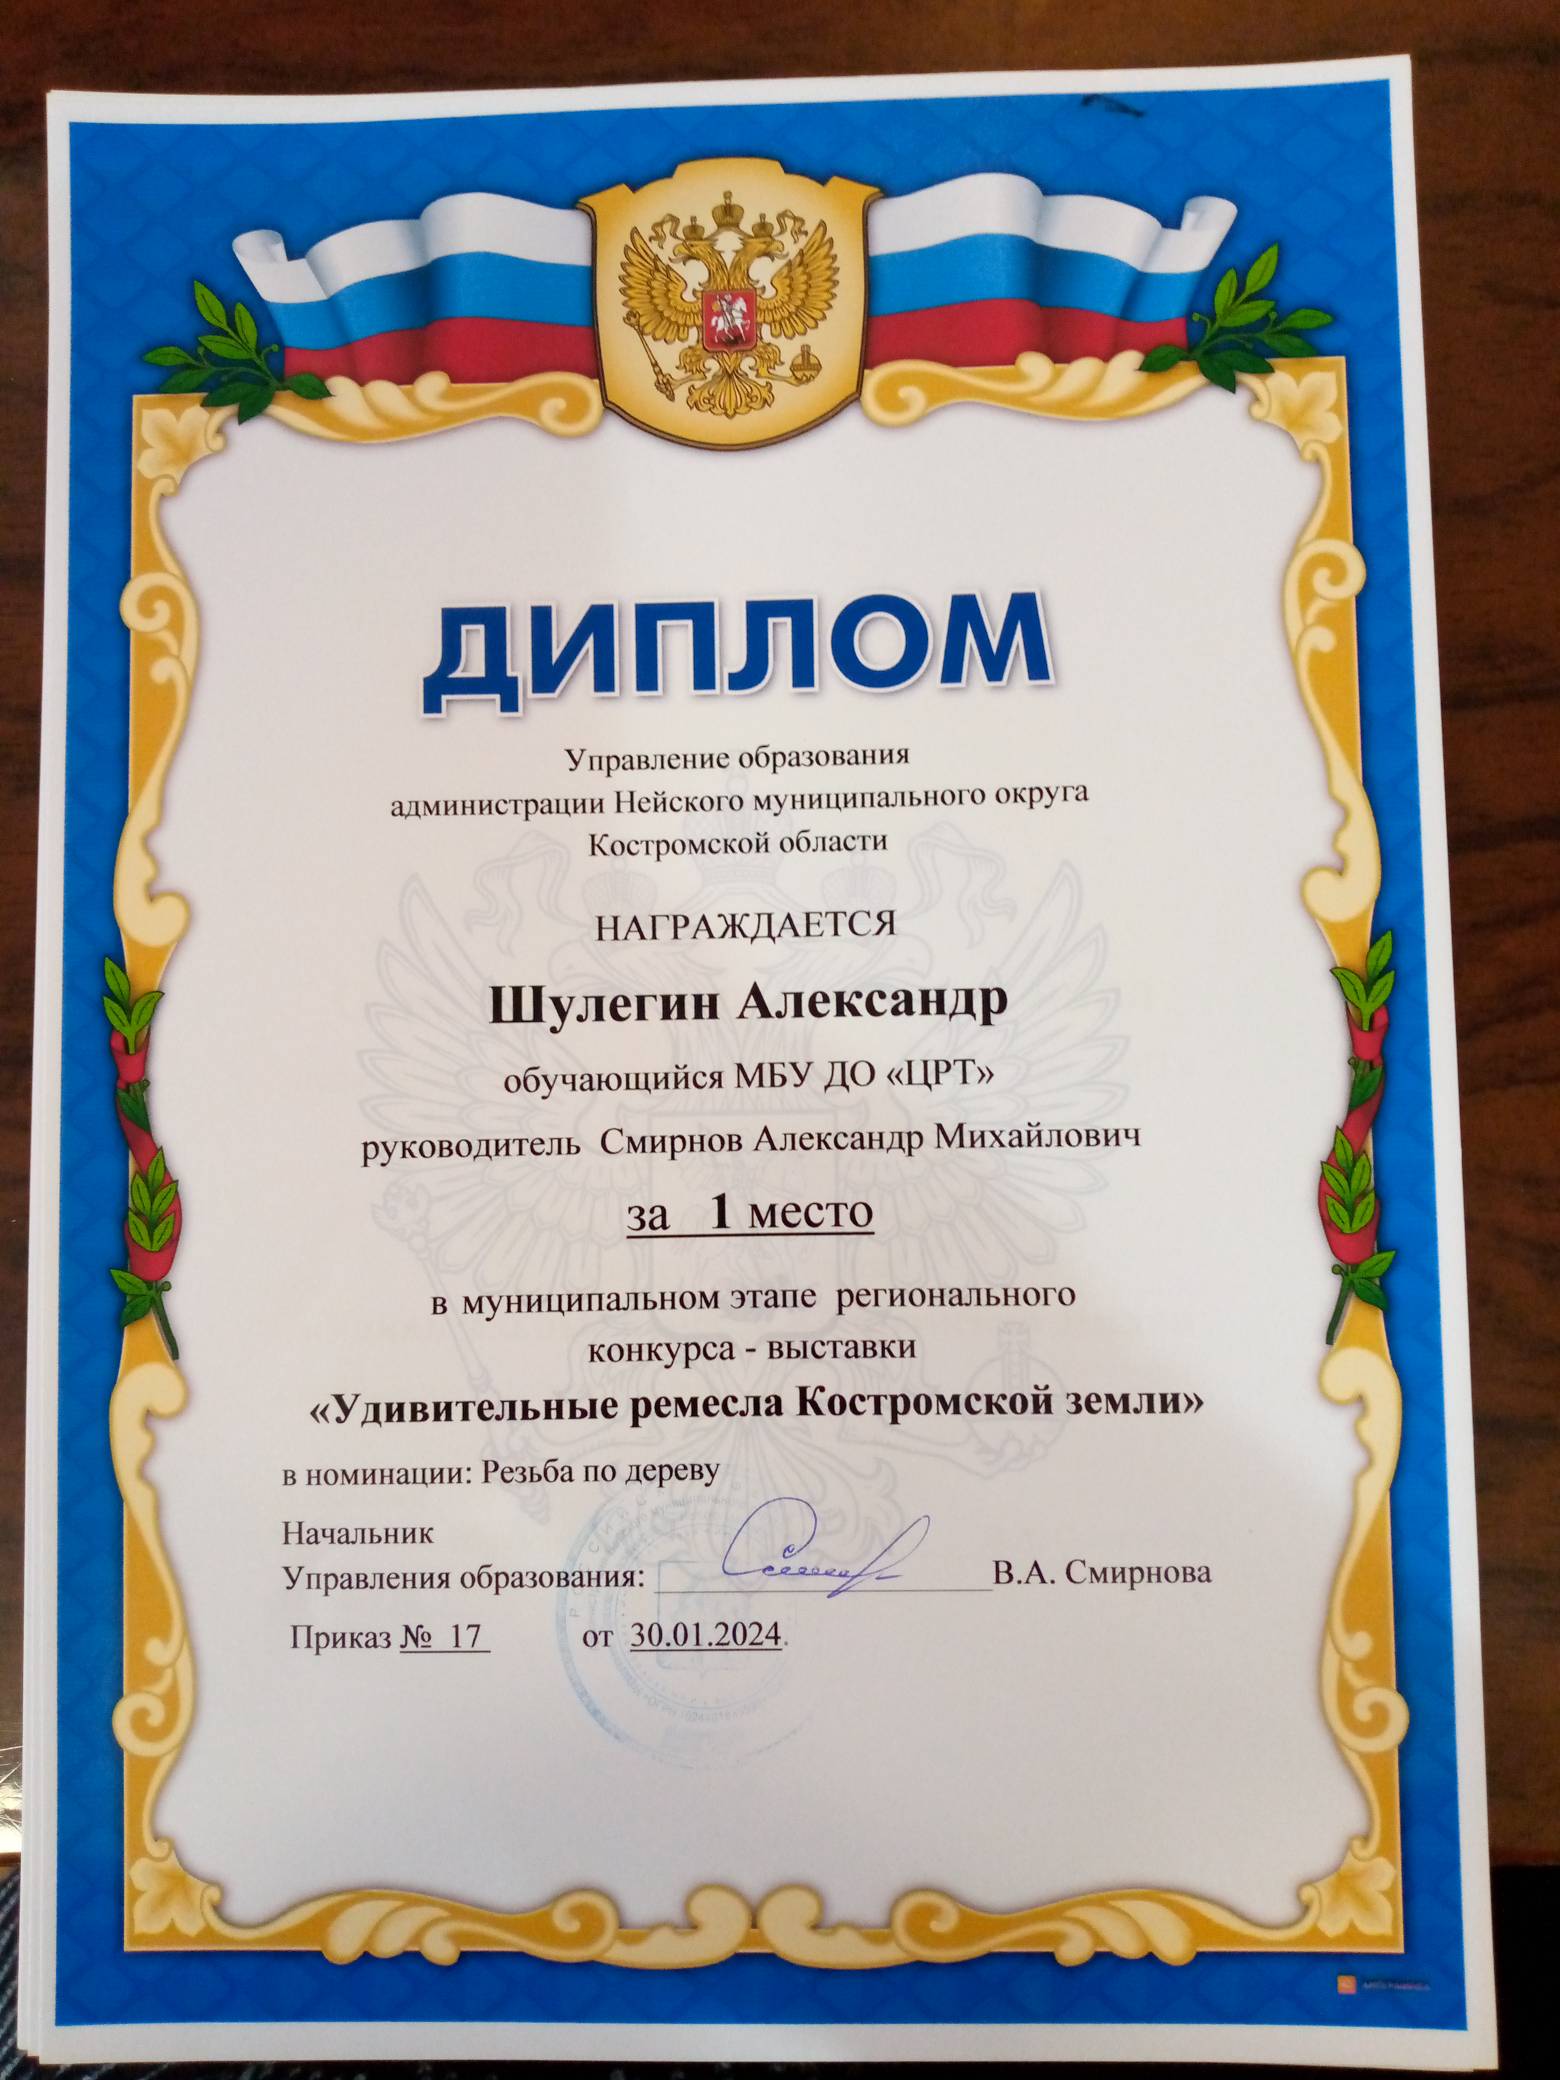 ДИПЛОМ
Управление образования
администрации Нейского муниципального округа
Костромской области
НАГРАЖДАЕТСЯ
Шулегин Александр
обучающийся МБУ ДО «ЦРТ»
руководитель Смирнов Александр Михайлович
за 1 место
в муниципальном этапе регионального
конкурса - выставки
«Удивительные ремесла Костромской земли»
в номинации: Резьба по дереву
Начальник
Управления образования: В.А. Смирнова
Приказ № 17 от 30.01.2024.